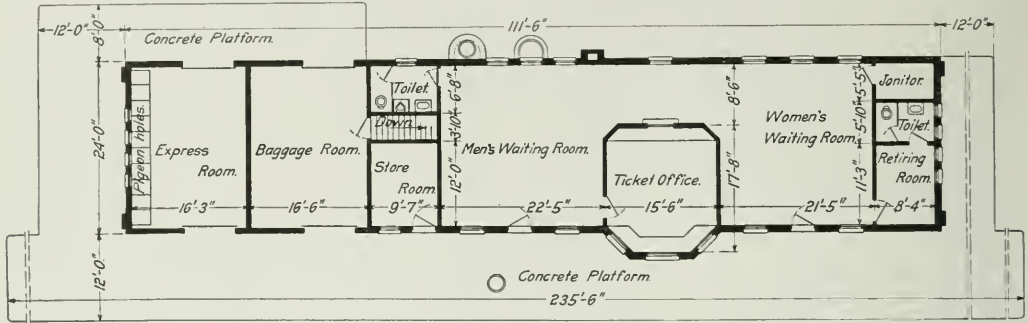 111'-6"
12'-0"
12'-0"
8'-0"
Concrete Platform.
Toilet.
6'-8"
8'-6"
5'-5"
Janitor.
Pigeon holes.
24'-0"
Down
3'-10"
Women's
Waiting Room.
5'-10"
Toilet.
Express
Room.
Baggage Room.
Store
Room.
12'-0"
Men's Waiting Room.
Ticket Office.
17'-8"
11'-3"
Retiring
Room.
16'-3"
16'-6"
9'-7"
22'-5"
15'-6"
21'-5"
8'-4"
12'-0"
Concrete Platform.
235'-6"